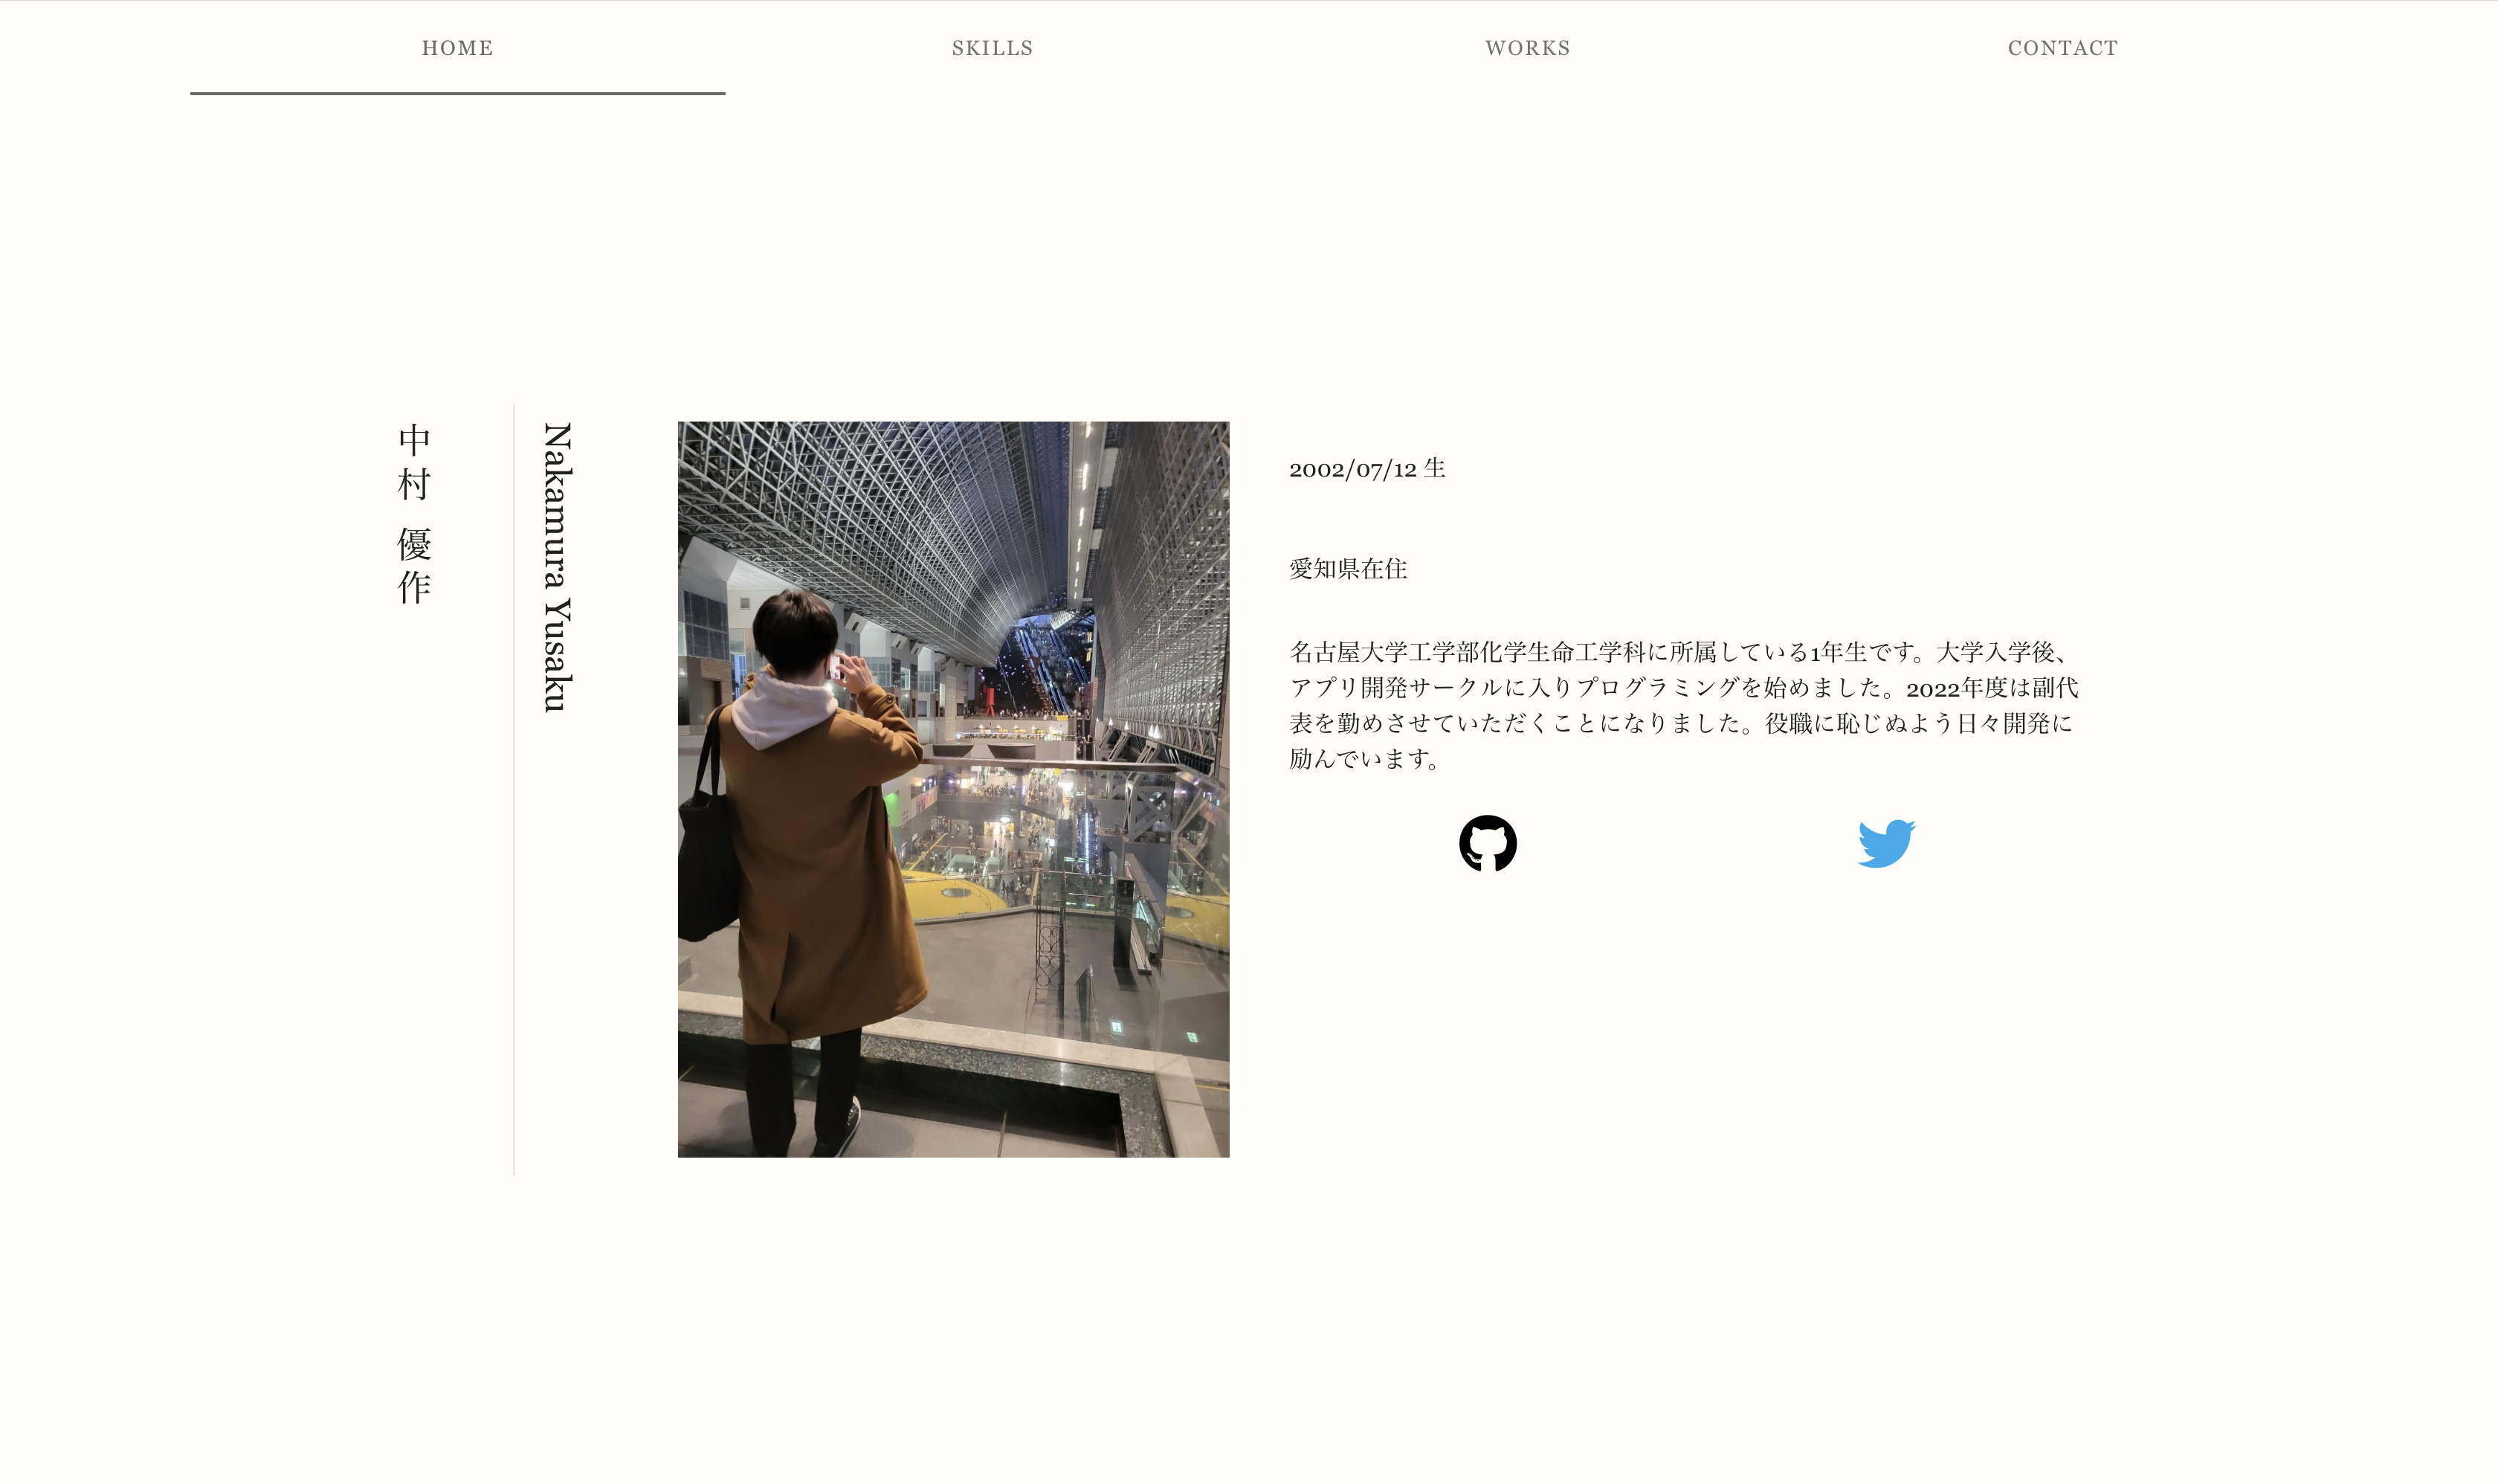 HOME
SKILLS
WORKS
CONTACT
中村 優作
Nakamura Yusaku
2002/07/12 生
愛知県在住
名古屋大学工学部化学生命工学科に所属している1年生です。大学入学後、
アプリ開発サークルに入りプログラミングを始めました。2022年度は副代
表を勤めさせていただくことになりました。役職に恥じぬよう日々開発に
励んでいます。